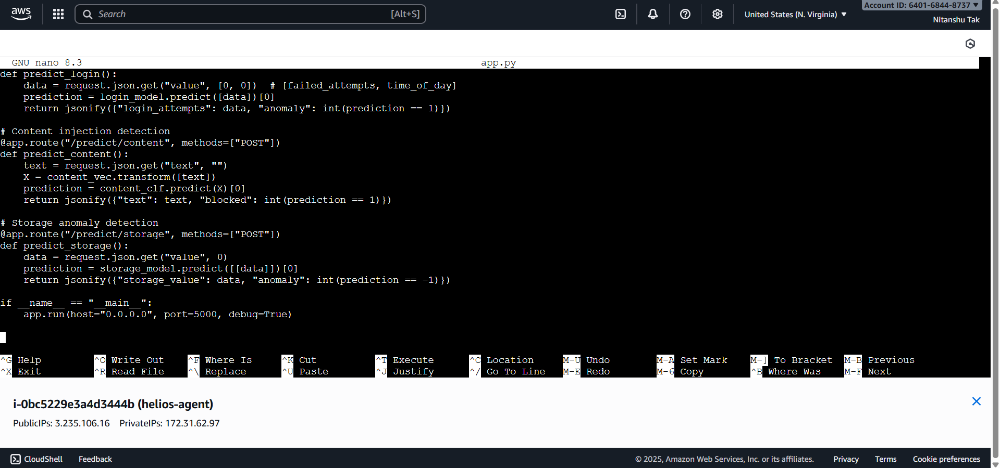 aws
Search [Alt+S]
United States (N. Virginia)
Account ID: 6401-6844-8737
Nitanshu Tak
GNU nano 8.3 app.py
def predict_login():
    data = request.json.get("value", [0, 0])  # [failed_attempts, time_of_day]
    prediction = login_model.predict([data])[0]
    return jsonify({"login_attempts": data, "anomaly": int(prediction == 1)})
# Content injection detection
@app.route("/predict/content", methods=["POST"])
def predict_content():
    text = request.json.get("text", "")
    X = content_vec.transform([text])
    prediction = content_clf.predict(X)[0]
    return jsonify({"text": text, "blocked": int(prediction == 1)})
# Storage anomaly detection
@app.route("/predict/storage", methods=["POST"])
def predict_storage():
    data = request.json.get("value", 0)
    prediction = storage_model.predict([[data]])[0]
    return jsonify({"storage_value": data, "anomaly": int(prediction == -1)})
if __name__ == "__main__":
    app.run(host="0.0.0.0", port=5000, debug=True)
^G Help ^O Write Out ^F Where Is ^K Cut ^T Execute ^C Location M-U Undo M-A Set Mark M-] To Bracket M-B Previous
^X Exit ^R Read File ^\ Replace ^U Paste ^J Justify ^/ Go To Line M-E Redo M-6 Copy ^B Where Was M-F Next
i-0bc5229e3a4d3444b (helios-agent)
PublicIPs: 3.235.106.16 PrivateIPs: 172.31.62.97
CloudShell Feedback © 2025, Amazon Web Services, Inc. or its affiliates. Privacy Terms Cookie preferences